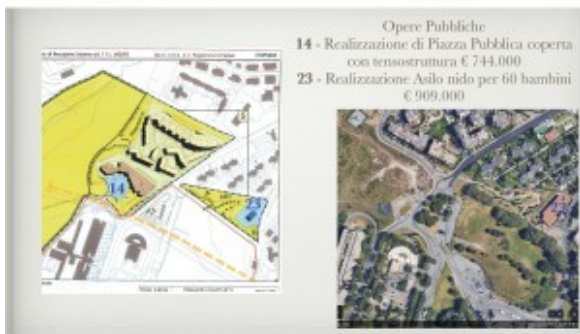 Opere Pubbliche
14 - Realizzazione di Piazza Pubblica coperta
con tensostruttura € 744.000
23 - Realizzazione Asilo nido per 60 bambini
€ 909.000
14
23